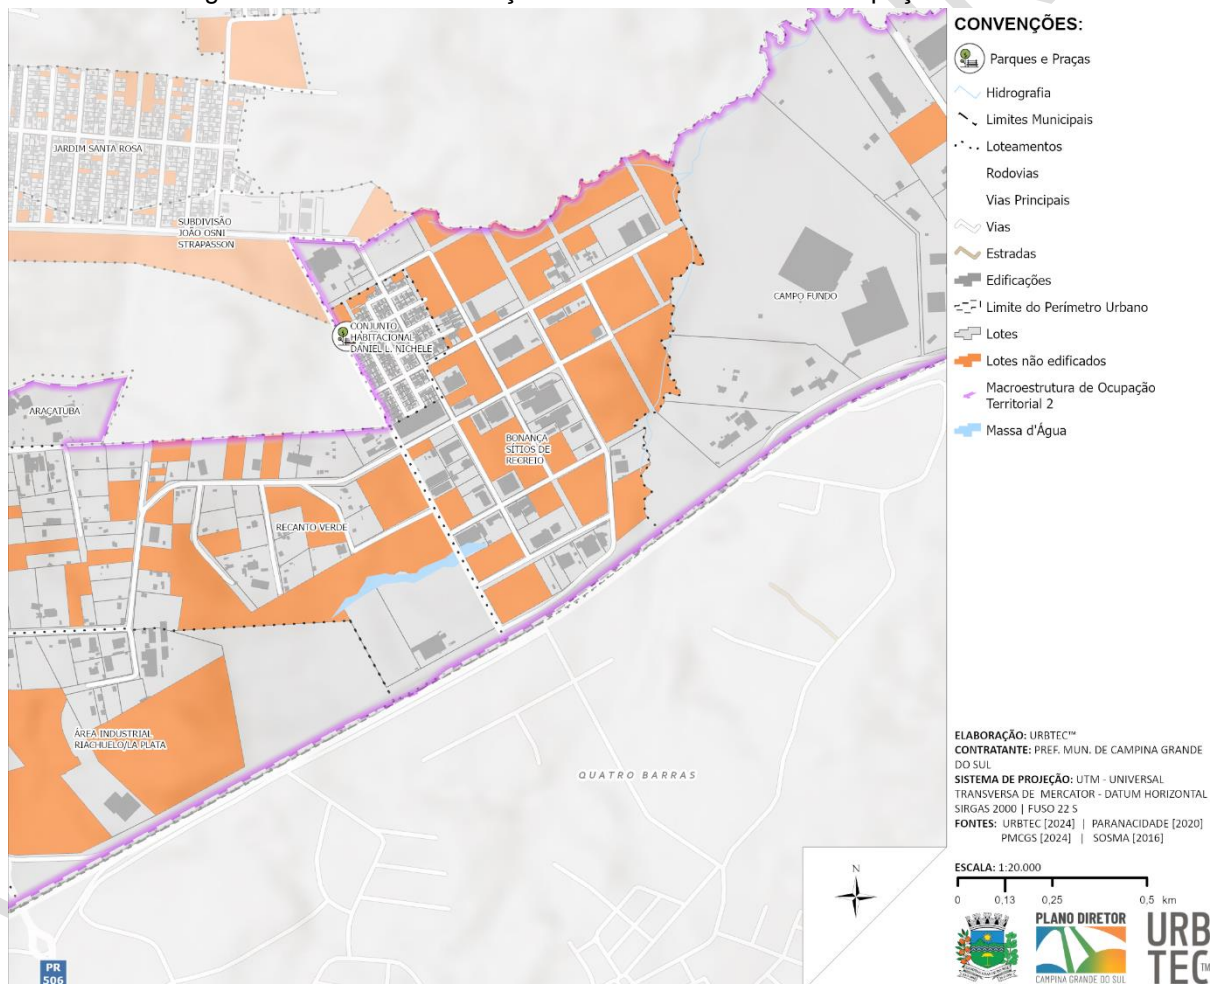 CONVENÇÕES:
Parques e Praças
Hidrografia
Limites Municipais
Loteamentos
Rodovias
Vias Principais
Vias
Estradas
Edificações
Limite do Perímetro Urbano
Lotes
Lotes não edificados
Macroestrutura de Ocupação
Territorial 2
Massa d'Água
JARDIM SANTA ROSA
SUBDIVISÃO
JOÃO OSNI
STRAPASSON
CONJUNTO
HABITACIONAL
DANIEL L. NICHELE
CAMPO FUNDO
ARAÇATUBA
BONANÇA
SÍTIOS DE
RECREIO
RECANTO VERDE
ÁREA INDUSTRIAL
RIACHUELO/LA PLATA
QUATRO BARRAS
PR
506
N
ELABORAÇÃO: URBTEC™
CONTRATANTE: PREF. MUN. DE CAMPINA GRANDE
DO SUL
SISTEMA DE PROJEÇÃO: UTM - UNIVERSAL
TRANSVERSA DE MERCATOR - DATUM HORIZONTAL
SIRGAS 2000 | FUSO 22 S
FONTES: URBTEC [2024] | PARANACIDADE [2020]
PMCGS [2024] | SOSMA [2016]
ESCALA: 1:20.000
0 0,13 0,25 0,5 km
PLANO DIRETOR
CAMPINA GRANDE DO SUL
URB
TEC™